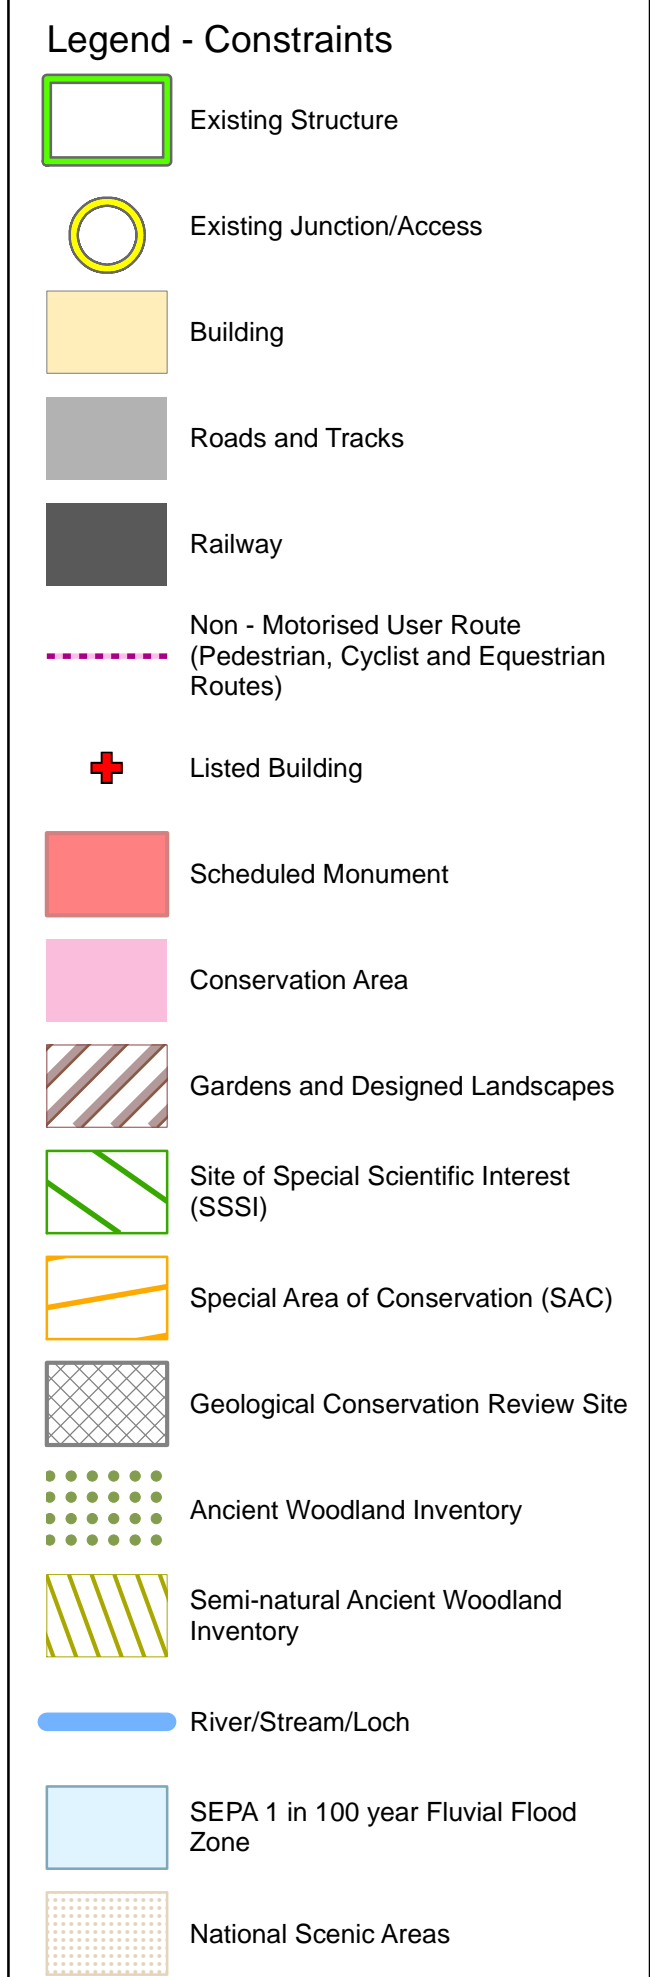 Legend - Constraints
Existing Structure
Existing Junction/Access
Building
Roads and Tracks
Railway
Non - Motorised User Route
(Pedestrian, Cyclist and Equestrian
Routes)
Listed Building
Scheduled Monument
Conservation Area
Gardens and Designed Landscapes
Site of Special Scientific Interest
(SSSI)
Special Area of Conservation (SAC)
Geological Conservation Review Site
Ancient Woodland Inventory
Semi-natural Ancient Woodland
Inventory
River/Stream/Loch
SEPA 1 in 100 year Fluvial Flood
Zone
National Scenic Areas